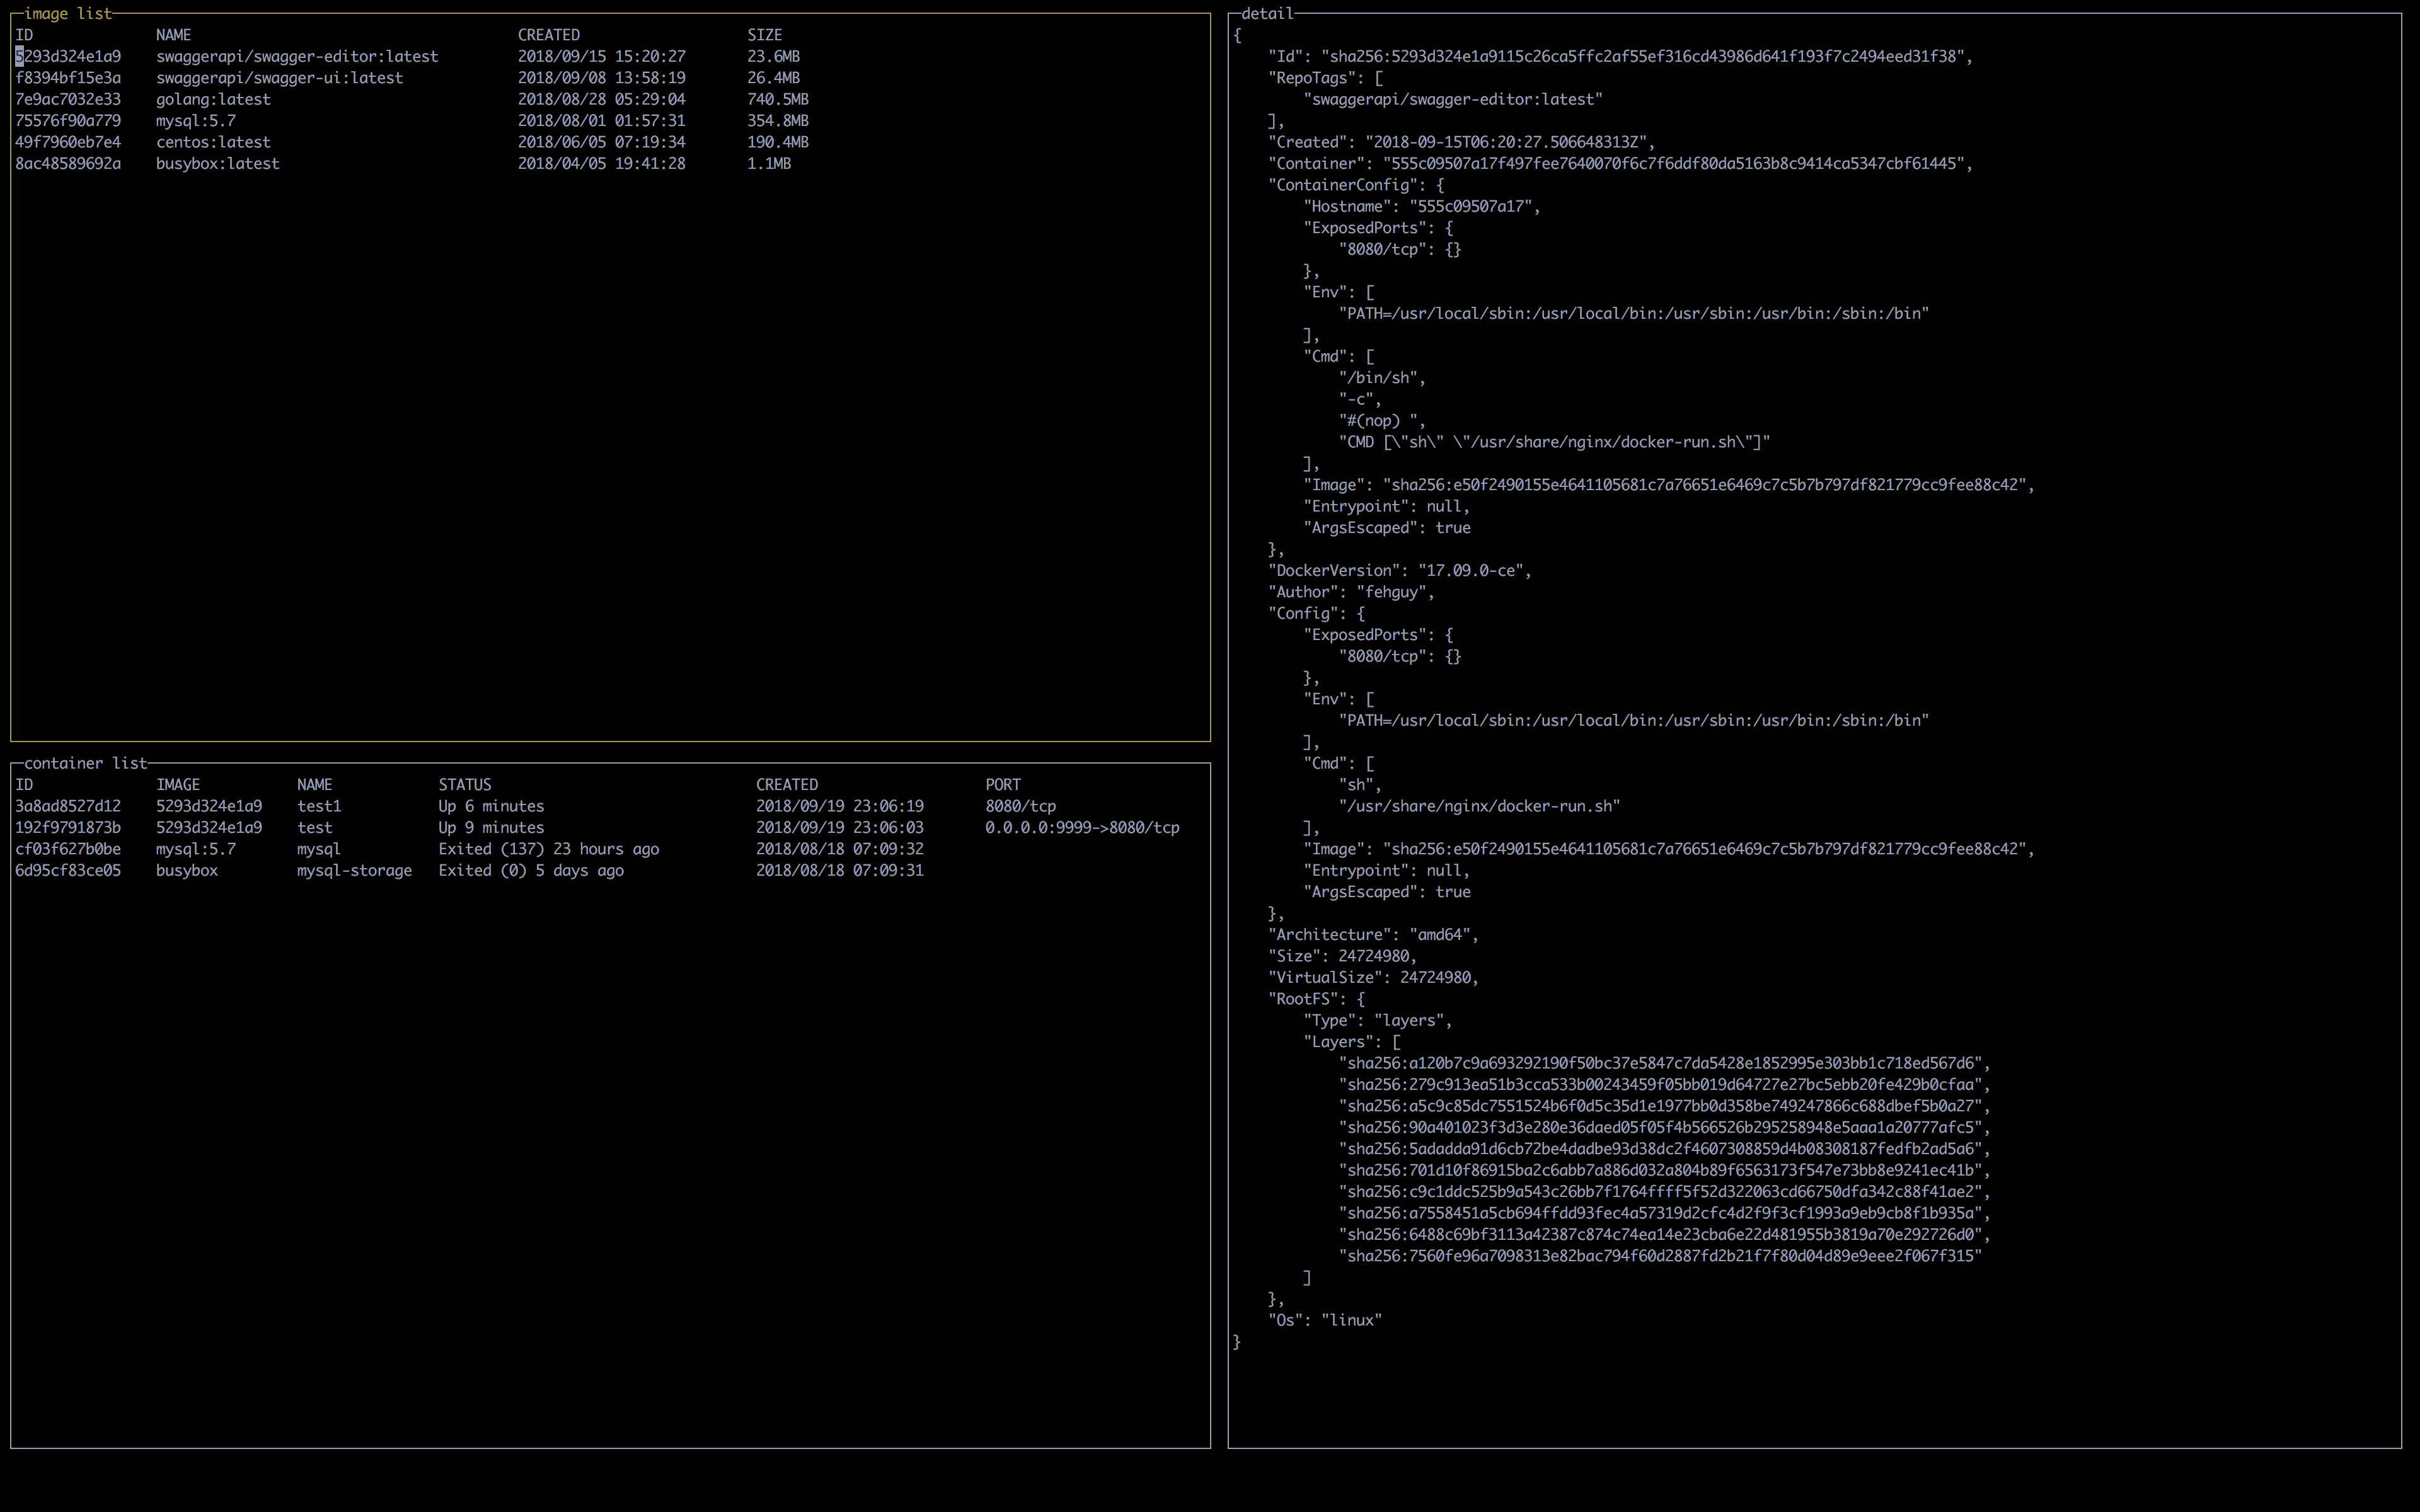 image list
ID NAME CREATED SIZE
5293d324e1a9 swaggerapi/swagger-editor:latest 2018/09/15 15:20:27 23.6MB
f8394bf15e3a swaggerapi/swagger-ui:latest 2018/09/08 13:58:19 26.4MB
7e9ac7032e33 golang:latest 2018/08/28 05:29:04 740.5MB
75576f90a779 mysql:5.7 2018/08/01 01:57:31 354.8MB
49f7960eb7e4 centos:latest 2018/06/05 07:19:34 190.4MB
8ac48589692a busybox:latest 2018/04/05 19:41:28 1.1MB
container list
ID IMAGE NAME STATUS CREATED PORT
3a8ad8527d12 5293d324e1a9 test1 Up 6 minutes 2018/09/19 23:06:19 8080/tcp
192f9791873b 5293d324e1a9 test Up 9 minutes 2018/09/19 23:06:03 0.0.0.0:9999->8080/tcp
cf03f627b0be mysql:5.7 mysql Exited (137) 23 hours ago 2018/08/18 07:09:32
6d95cf83ce05 busybox mysql-storage Exited (0) 5 days ago 2018/08/18 07:09:31
detail
{
"Id": "sha256:5293d324e1a9115c26ca5ffc2af55ef316cd43986d641f193f7c2494eed31f38",
"RepoTags": [
"swaggerapi/swagger-editor:latest"
],
"Created": "2018-09-15T06:20:27.506648313Z",
"Container": "555c09507a17f497fee7640070f6c7f6ddf80da5163b8c9414ca5347cbf61445",
"ContainerConfig": {
"Hostname": "555c09507a17",
"ExposedPorts": {
"8080/tcp": {}
},
"Env": [
"PATH=/usr/local/sbin:/usr/local/bin:/usr/sbin:/usr/bin:/sbin:/bin"
],
"Cmd": [
"/bin/sh",
"-c",
"#(nop) ",
"CMD [\"sh\" \"/usr/share/nginx/docker-run.sh\"]"
],
"Image": "sha256:e50f2490155e4641105681c7a76651e6469c7c5b7b797df821779cc9fee88c42",
"Entrypoint": null,
"ArgsEscaped": true
},
"DockerVersion": "17.09.0-ce",
"Author": "fehguy",
"Config": {
"ExposedPorts": {
"8080/tcp": {}
},
"Env": [
"PATH=/usr/local/sbin:/usr/local/bin:/usr/sbin:/usr/bin:/sbin:/bin"
],
"Cmd": [
"sh",
"/usr/share/nginx/docker-run.sh"
],
"Image": "sha256:e50f2490155e4641105681c7a76651e6469c7c5b7b797df821779cc9fee88c42",
"Entrypoint": null,
"ArgsEscaped": true
},
"Architecture": "amd64",
"Size": 24724980,
"VirtualSize": 24724980,
"RootFS": {
"Type": "layers",
"Layers": [
"sha256:a120b7c9a693292190f50bc37e5847c7da5428e1852995e303bb1c718ed567d6",
"sha256:279c913ea51b3cca533b00243459f05bb019d64727e27bc5ebb20fe429b0cfaa",
"sha256:a5c9c85dc7551524b6f0d5c35d1e1977bb0d358be749247866c688dbef5b0a27",
"sha256:90a401023f3d3e280e36daed05f05f4b566526b295258948e5aaa1a20777afc5",
"sha256:5adadda91d6cb72be4dadbe93d38dc2f4607308859d4b08308187fedfb2ad5a6",
"sha256:701d10f86915ba2c6abb7a886d032a804b89f6563173f547e73bb8e9241ec41b",
"sha256:c9c1ddc525b9a543c26bb7f1764ffff5f52d322063cd66750dfa342c88f41ae2",
"sha256:a7558451a5cb694ffdd93fec4a57319d2cfc4d2f9f3cf1993a9eb9cb8f1b935a",
"sha256:6488c69bf3113a42387c874c74ea14e23cba6e22d481955b3819a70e292726d0",
"sha256:7560fe96a7098313e82bac794f60d2887fd2b21f7f80d04d89e9eee2f067f315"
]
},
"Os": "linux"
}